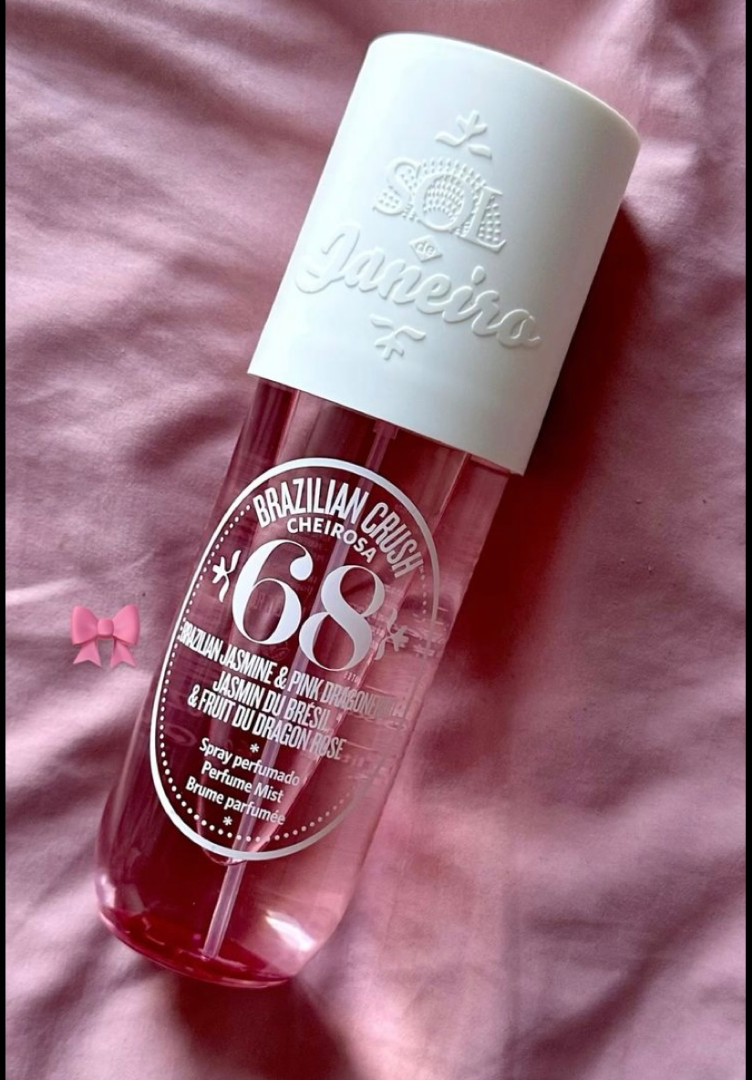 SOL
de
Janeiro
BRAZILIAN CRUSH
CHEIROSA
68
BRAZILIAN JASMINE & PINK
JASMIN DU BRÉSIL
& FRUIT DU DRAGON ROSE
Spray perfumado
Perfume Mist
Brume parfumée